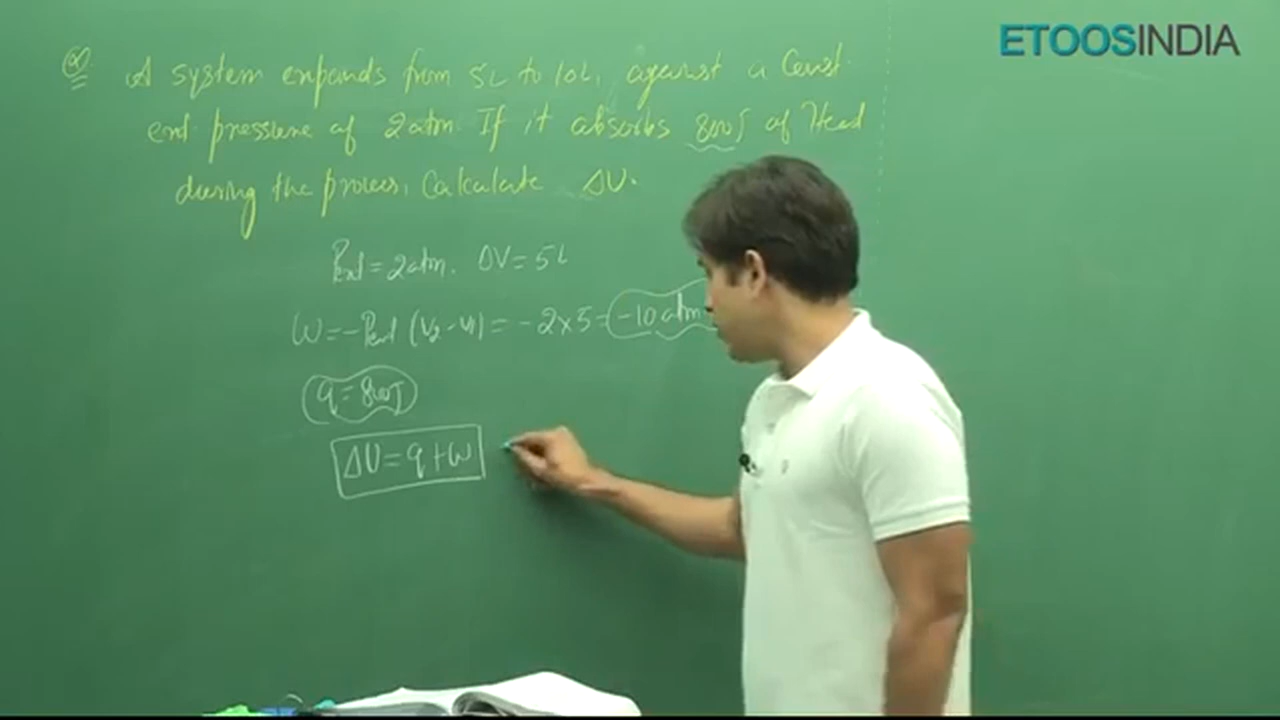 ETOOSINDIA
Q A system expands from 5L to 10L, against a Const.
ext. pressure of 2atm. If it absorbs 800J of Heat
during the process, Calculate ΔU.
Pext = 2atm. ΔV = 5L
W = -Pext (V2 - V1) = -2×5 = -10 atm
q = 800J
ΔU = q + W